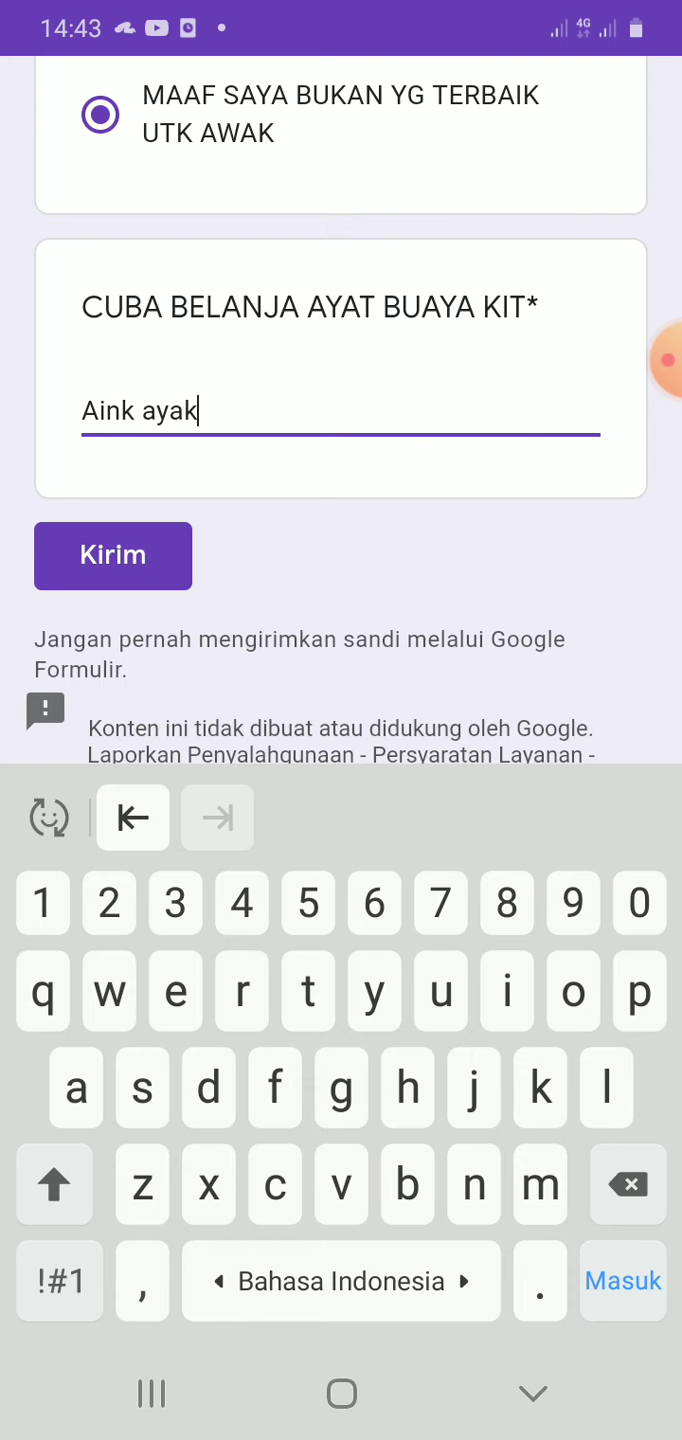 14:43
4G
MAAF SAYA BUKAN YG TERBAIK
UTK AWAK
CUBA BELANJA AYAT BUAYA KIT*
Aink ayak
Kirim
Jangan pernah mengirimkan sandi melalui Google
Formulir.
Konten ini tidak dibuat atau didukung oleh Google.
Laporkan Penyalahgunaan - Persyaratan Layanan -
1 2 3 4 5 6 7 8 9 0
q w e r t y u i o p
a s d f g h j k l
z x c v b n m
!#1 , Bahasa Indonesia . Masuk